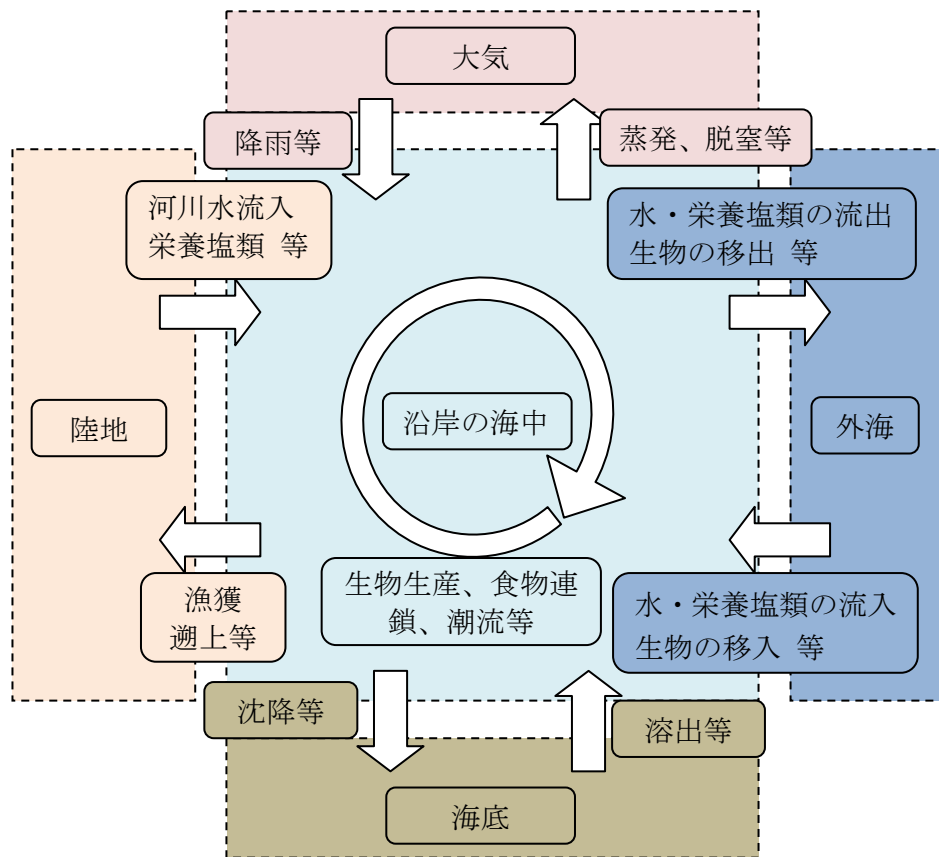 大気
降雨等
蒸発、脱窒等
河川水流入
栄養塩類 等
水・栄養塩類の流出
生物の移出 等
陸地
沿岸の海中
外海
漁獲
遡上等
生物生産、食物連
鎖、潮流等
水・栄養塩類の流入
生物の移入 等
沈降等
溶出等
海底